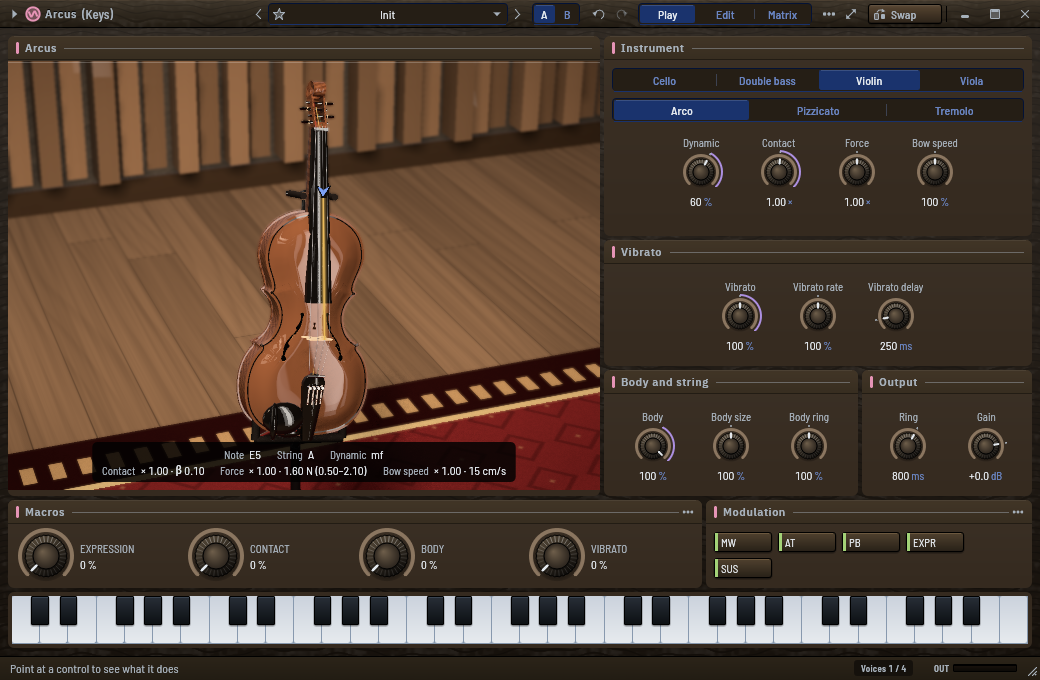 Arcus (Keys)
Init
A B
Play Edit Matrix
Swap
Arcus
Note E5 String A Dynamic mf
Contact × 1.00 · β 0.10 Force × 1.00 · 1.60 N (0.50–2.10) Bow speed × 1.00 · 15 cm/s
Instrument
Cello Double bass Violin Viola
Arco Pizzicato Tremolo
Dynamic Contact Force Bow speed
60 % 1.00 × 1.00 × 100 %
Vibrato
Vibrato Vibrato rate Vibrato delay
100 % 100 % 250 ms
Body and string
Body Body size Body ring
100 % 100 % 100 %
Output
Ring Gain
800 ms +0.0 dB
Macros
EXPRESSION
0 %
CONTACT
0 %
BODY
0 %
VIBRATO
0 %
Modulation
MW AT PB EXPR
SUS
Point at a control to see what it does
Voices 1 / 4 OUT